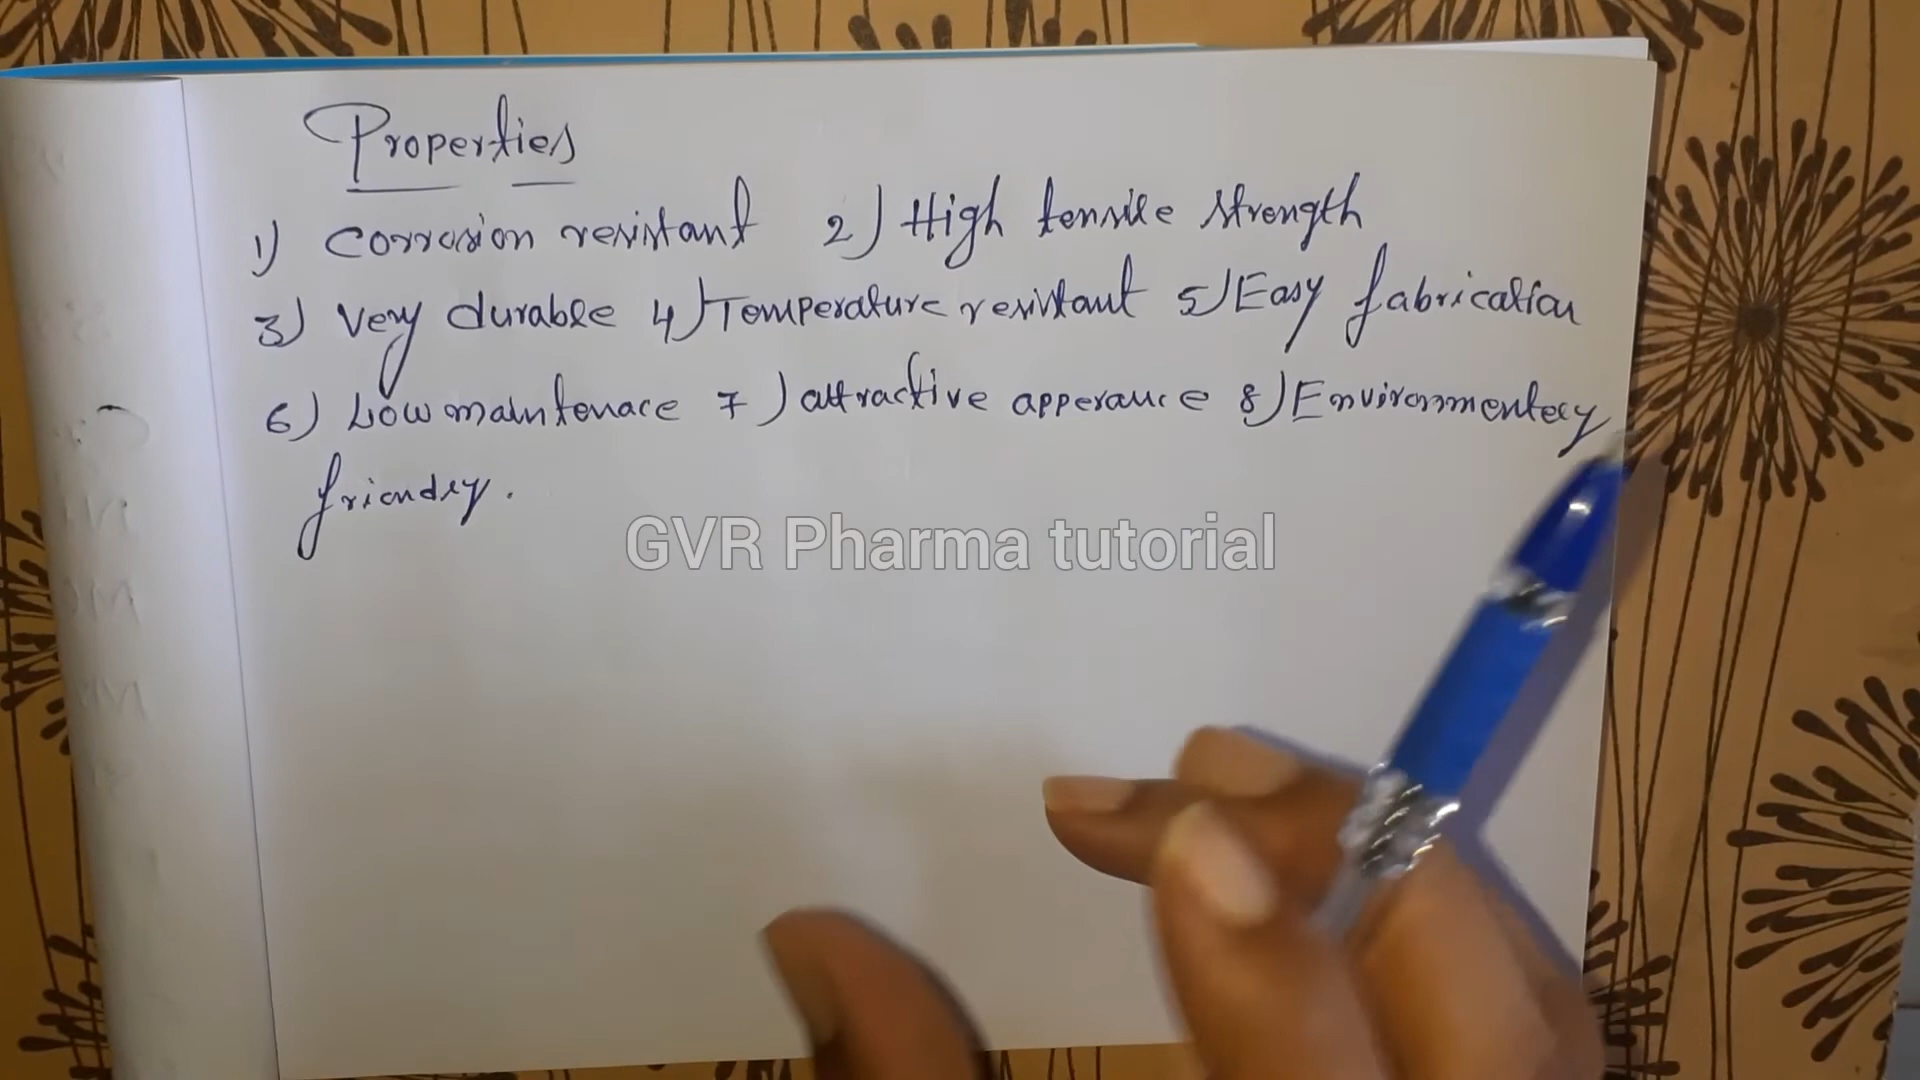 Properties
1) Corrosion resistant 2) High tensile strength
3) Very durable 4) Temperature resistant 5) Easy fabrication
6) Low maintenace 7) attractive apperance 8) Environmentely
friendly.
GVR Pharma tutorial